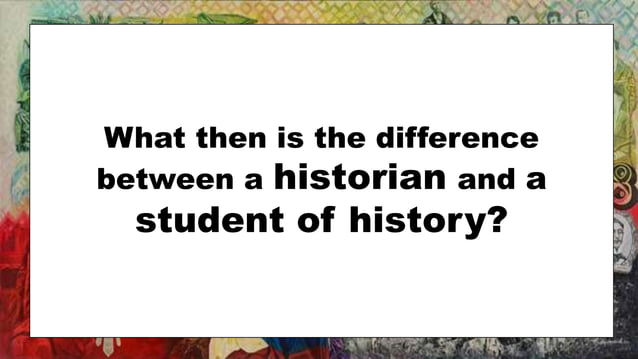 What then is the difference
between a historian and a
student of history?